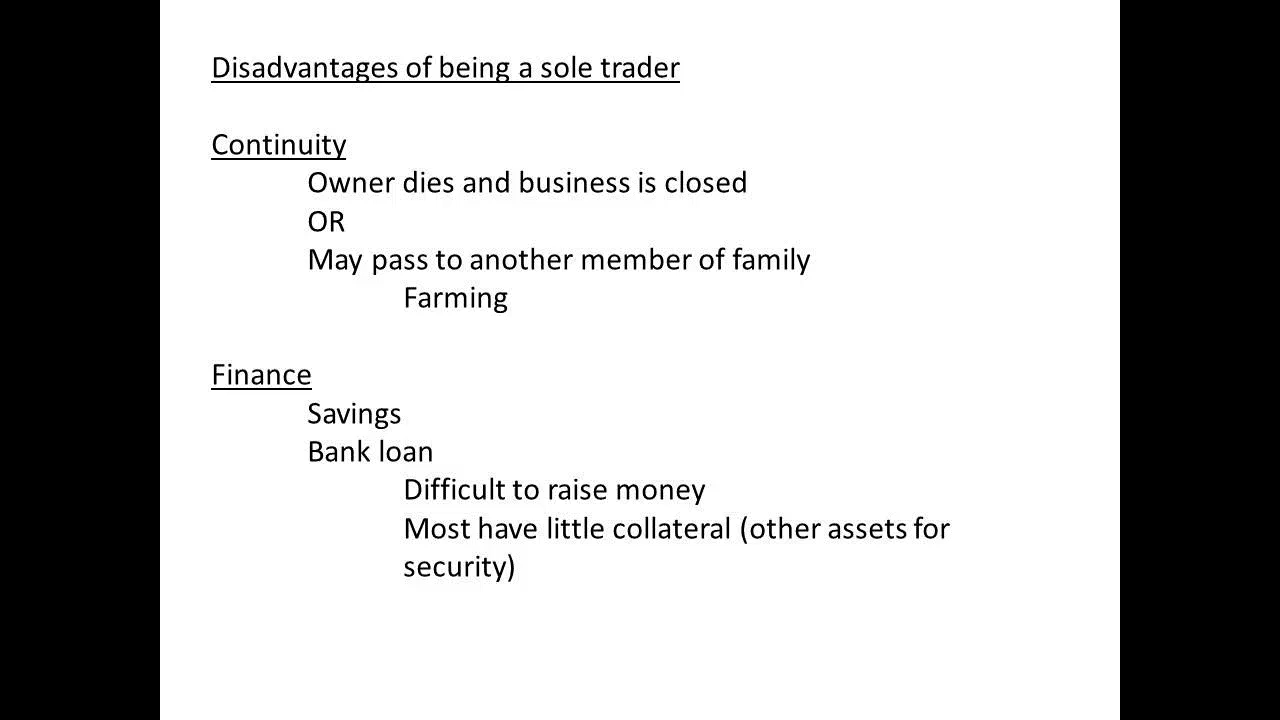 Disadvantages of being a sole trader
Continuity
Owner dies and business is closed
OR
May pass to another member of family
Farming
Finance
Savings
Bank loan
Difficult to raise money
Most have little collateral (other assets for
security)